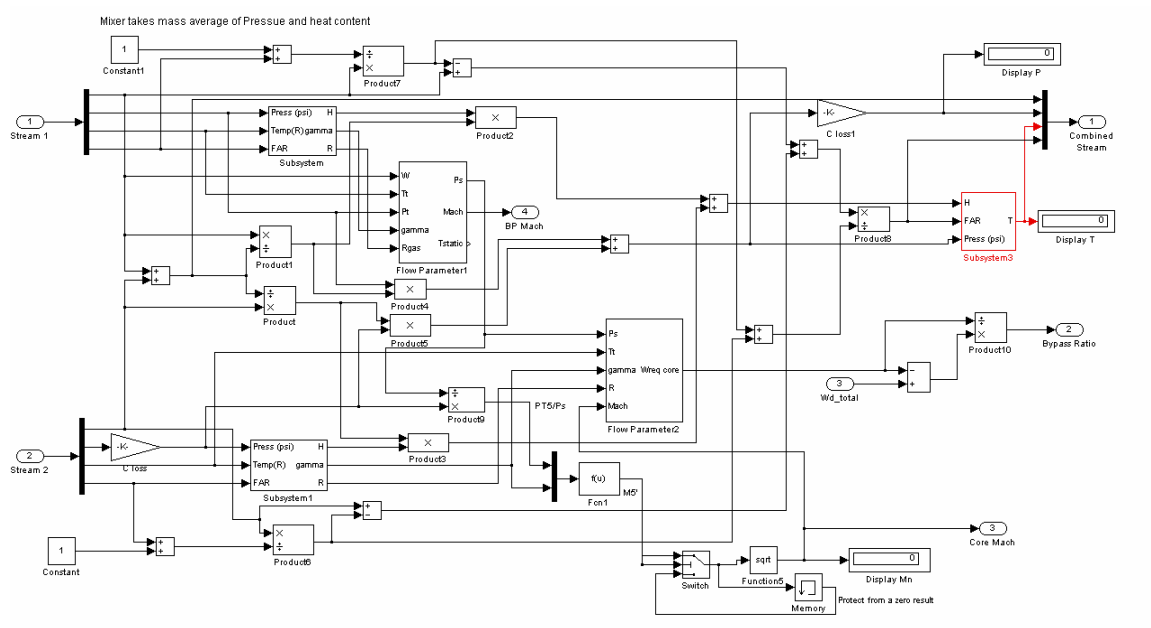 Mixer takes mass average of Pressue and heat content
1
Constant1
+
+
÷
×
Product7
−
+
0
Display P
1
Stream 1
Press (psi) H
Temp(R) gamma
FAR R
Subsystem
×
Product2
-K-
C loss1
1
Combined
Stream
+
+
W
Tt
Pt
gamma
Rgas
Ps
Mach
Tstatic
Flow Parameter1
4
BP Mach
+
+
×
÷
Product8
H
FAR T
Press (psi)
Subsystem3
0
Display T
×
÷
Product1
+
+
+
+
×
Product4
÷
×
Product
×
Product5
Ps
Tt
gamma Wreq core
R
Mach
Flow Parameter2
+
+
÷
×
Product10
2
Bypass Ratio
3
Wd_total
−
+
÷
×
Product9
PT5/Ps
2
Stream 2
-K-
C loss
Press (psi) H
Temp(R) gamma
FAR R
Subsystem1
×
Product3
f(u)
Fcn1
M5'
+
−
1
Constant
+
+
×
÷
Product6
Switch
sqrt
Function5
3
Core Mach
0
Display Mn
Memory
Protect from a zero result